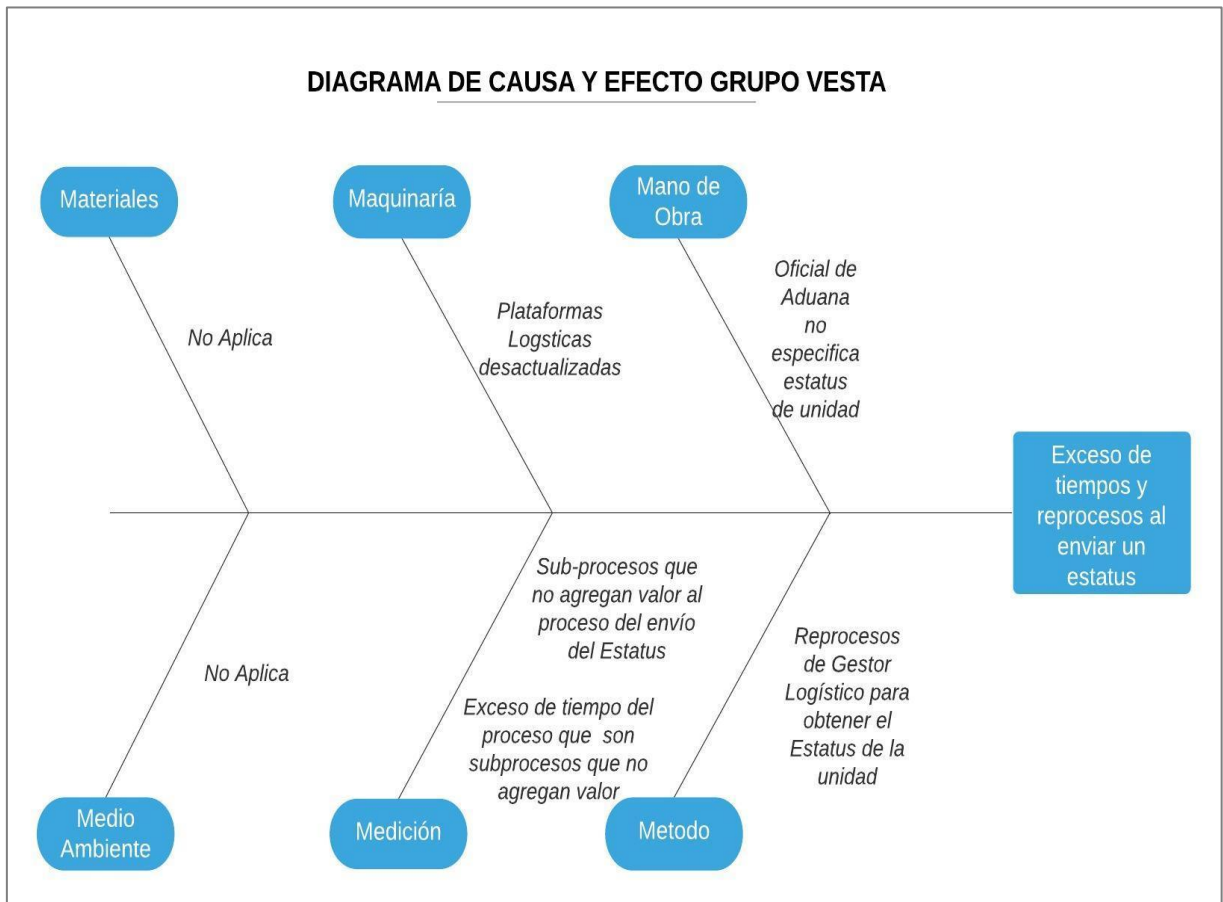 DIAGRAMA DE CAUSA Y EFECTO GRUPO VESTA
Materiales
Maquinaría
Mano de
Obra
No Aplica
Plataformas
Logsticas
desactualizadas
Oficial de
Aduana
no
especifica
estatus
de unidad
Exceso de
tiempos y
reprocesos al
enviar un
estatus
No Aplica
Sub-procesos que
no agregan valor al
proceso del envío
del Estatus
Exceso de tiempo del
proceso que  son
subprocesos que no
agregan valor
Reprocesos
de Gestor
Logístico para
obtener el
Estatus de la
unidad
Medio
Ambiente
Medición
Metodo